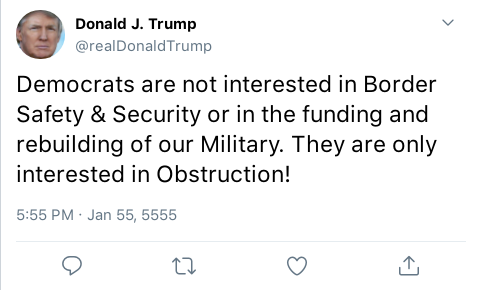 Donald J. Trump
@realDonaldTrump
Democrats are not interested in Border
Safety & Security or in the funding and
rebuilding of our Military. They are only
interested in Obstruction!
5:55 PM · Jan 55, 5555